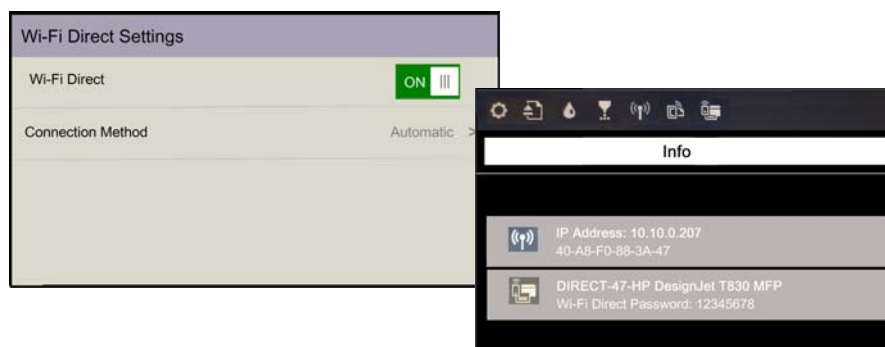 Wi-Fi Direct Settings
Wi-Fi Direct
ON
Connection Method
Automatic >
Info
IP Address: 10.10.0.207
40-A8-F0-88-3A-47
DIRECT-47-HP DesignJet T830 MFP
Wi-Fi Direct Password: 12345678